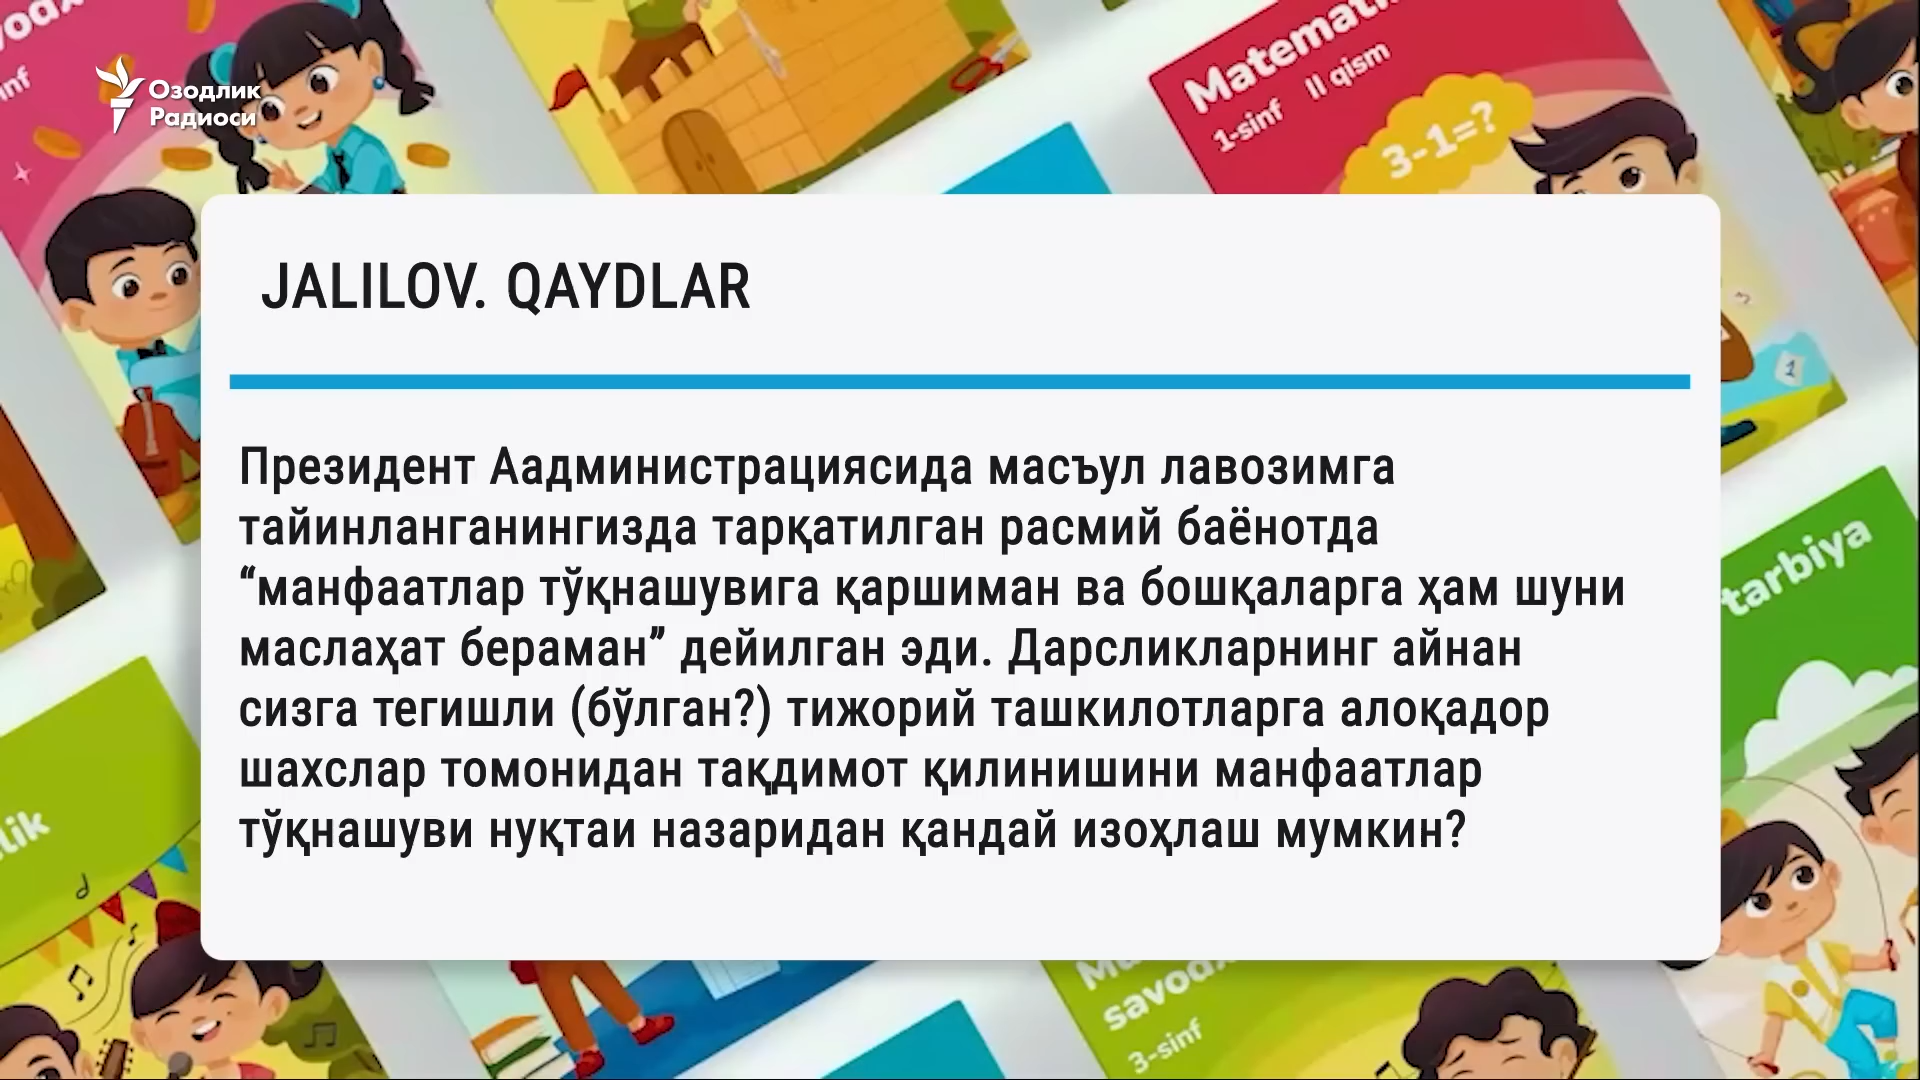 Озодлик
Радиоси
Matemati
1-sinf II qism
3-1=?
JALILOV. QAYDLAR
Президент Аадминистрациясида масъул лавозимга
тайинланганингизда тарқатилган расмий баёнотда
“манфаатлар тўқнашувига қаршиман ва бошқаларга ҳам шуни
маслаҳат бераман” дейилган эди. Дарсликларнинг айнан
сизга тегишли (бўлган?) тижорий ташкилотларга алоқадор
шахслар томонидан тақдимот қилинишини манфаатлар
тўқнашуви нуқтаи назаридан қандай изоҳлаш мумкин?
tarbiya
savodx
3-sinf